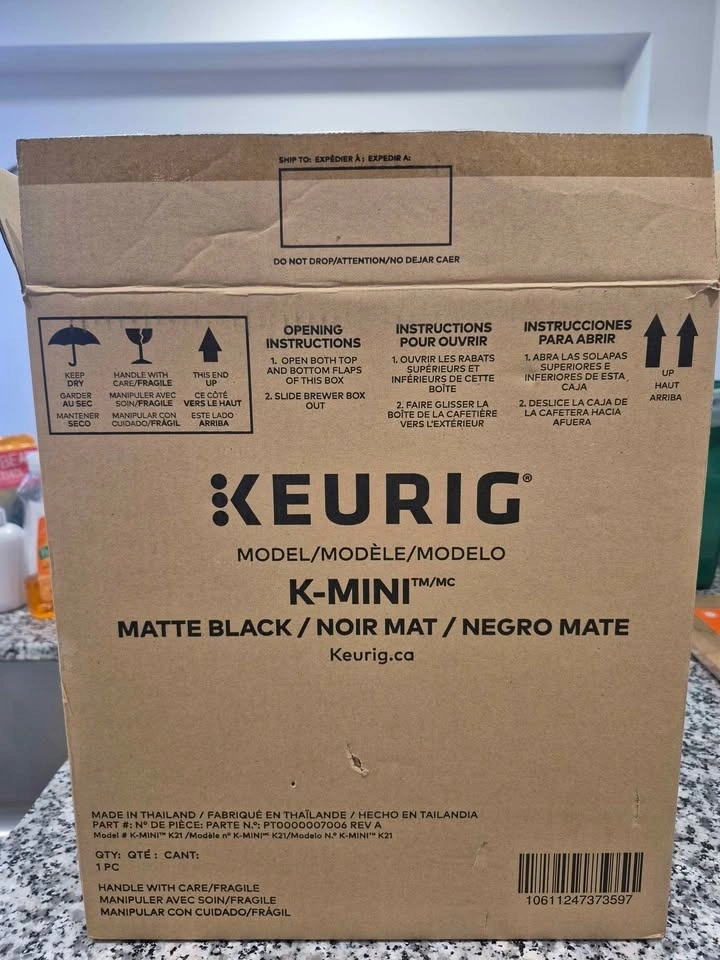 SHIP TO: EXPÉDIER À: EXPEDIR A:
DO NOT DROP/ATTENTION/NO DEJAR CAER
KEEP
DRY
GARDER
AU SEC
MANTENER
SECO
HANDLE WITH
CARE/FRAGILE
MANIPULER AVEC
SOIN/FRAGILE
MANIPULAR CON
CUIDADO/FRÁGIL
THIS END
UP
CE CÔTÉ
VERS LE HAUT
ESTE LADO
ARRIBA
OPENING
INSTRUCTIONS
1. OPEN BOTH TOP
AND BOTTOM FLAPS
OF THIS BOX
2. SLIDE BREWER BOX
OUT
INSTRUCTIONS
POUR OUVRIR
1. OUVRIR LES RABATS
SUPÉRIEURS ET
INFÉRIEURS DE CETTE
BOÎTE
2. FAIRE GLISSER LA
BOÎTE DE LA CAFETIÈRE
VERS L'EXTÉRIEUR
INSTRUCCIONES
PARA ABRIR
1. ABRA LAS SOLAPAS
SUPERIORES E
INFERIORES DE ESTA
CAJA
2. DESLICE LA CAJA DE
LA CAFETERA HACIA
AFUERA
UP
HAUT
ARRIBA
KEURIG®
MODEL/MODÈLE/MODELO
K-MINI™/MC
MATTE BLACK / NOIR MAT / NEGRO MATE
Keurig.ca
MADE IN THAILAND / FABRIQUÉ EN THAÏLANDE / HECHO EN TAILANDIA
PART #: Nº DE PIÈCE: PARTE N.º: PT0000007006 REV A
Model # K-MINI™ K21 /Modèle nº K-MINIᴹᶜ K21/Modelo N.º K-MINI™ K21
QTY: QTÉ : CANT:
1 PC
HANDLE WITH CARE/FRAGILE
MANIPULER AVEC SOIN/FRAGILE
MANIPULAR CON CUIDADO/FRÁGIL
10611247373597